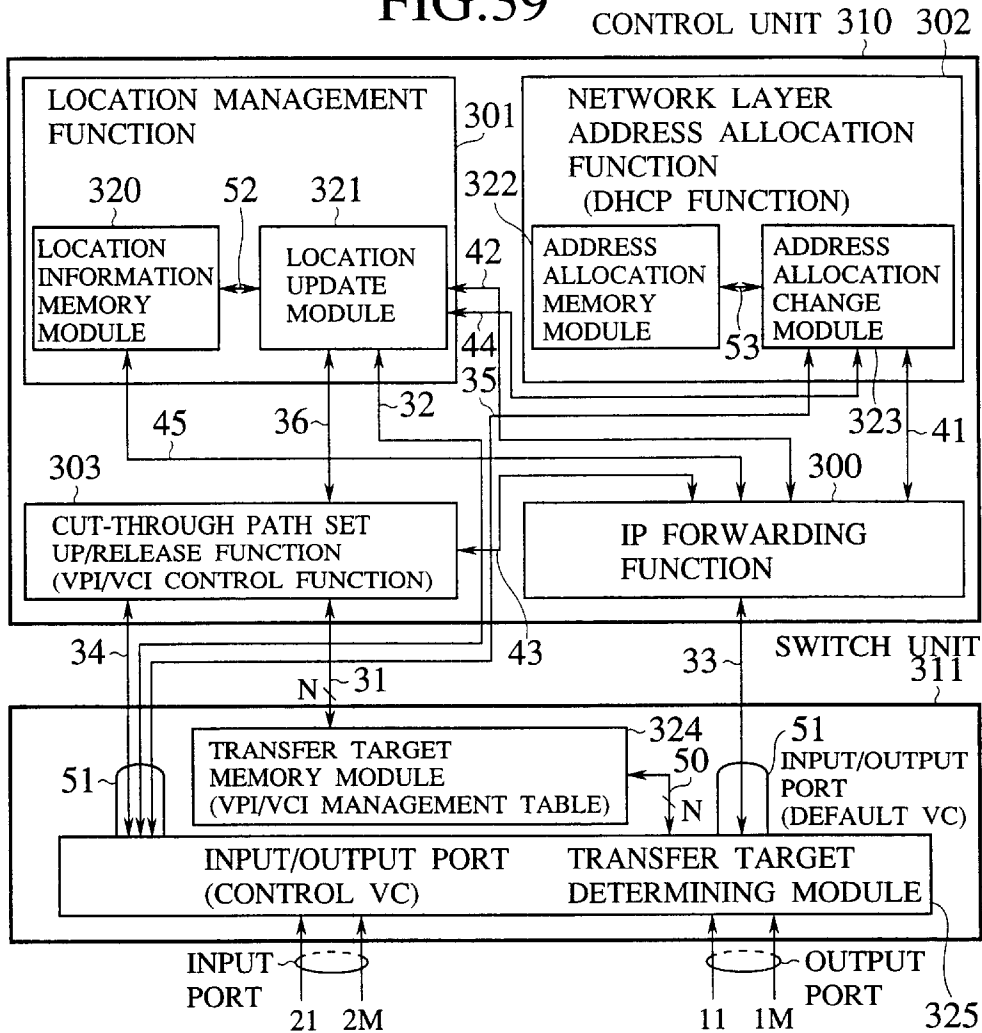 FIG.39
CONTROL UNIT 310 302
LOCATION MANAGEMENT
FUNCTION
301
NETWORK LAYER
ADDRESS ALLOCATION
FUNCTION
(DHCP FUNCTION)
320
52
321
322
42
LOCATION
INFORMATION
MEMORY
MODULE
LOCATION
UPDATE
MODULE
ADDRESS
ALLOCATION
MEMORY
MODULE
ADDRESS
ALLOCATION
CHANGE
MODULE
53
44
35
32
36
45
323
41
303
300
CUT-THROUGH PATH SET
UP/RELEASE FUNCTION
(VPI/VCI CONTROL FUNCTION)
IP FORWARDING
FUNCTION
34
N
31
43
33
SWITCH UNIT
311
324
51
TRANSFER TARGET
MEMORY MODULE
(VPI/VCI MANAGEMENT TABLE)
50
N
51
INPUT/OUTPUT
PORT
(DEFAULT VC)
INPUT/OUTPUT PORT
(CONTROL VC)
TRANSFER TARGET
DETERMINING MODULE
INPUT
PORT
OUTPUT
PORT
21 2M
11 1M
325